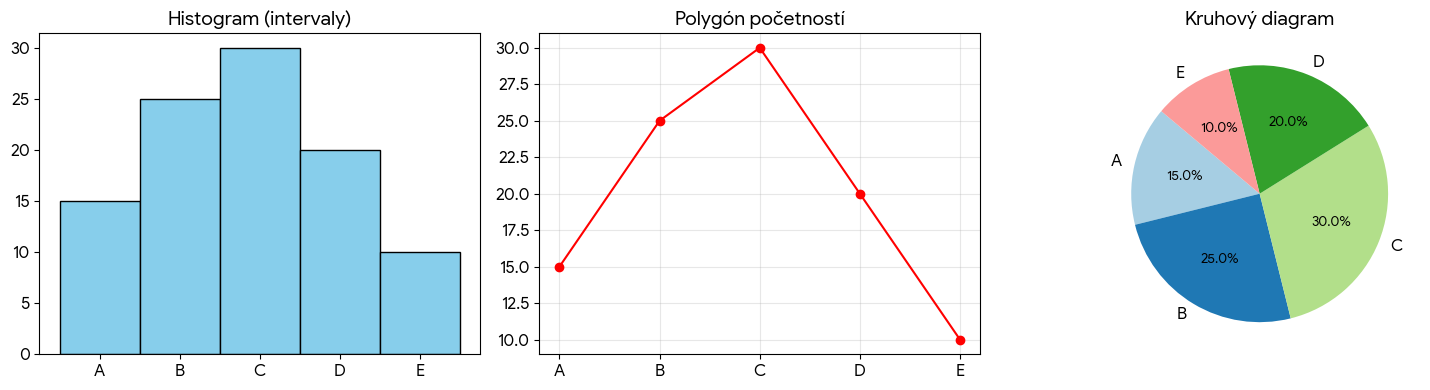 Histogram (intervaly)
30
25
20
15
10
5
0
A B C D E
Polygón početností
30.0
27.5
25.0
22.5
20.0
17.5
15.0
12.5
10.0
A B C D E
Kruhový diagram
D
E
20.0%
10.0%
A
15.0%
30.0%
C
25.0%
B